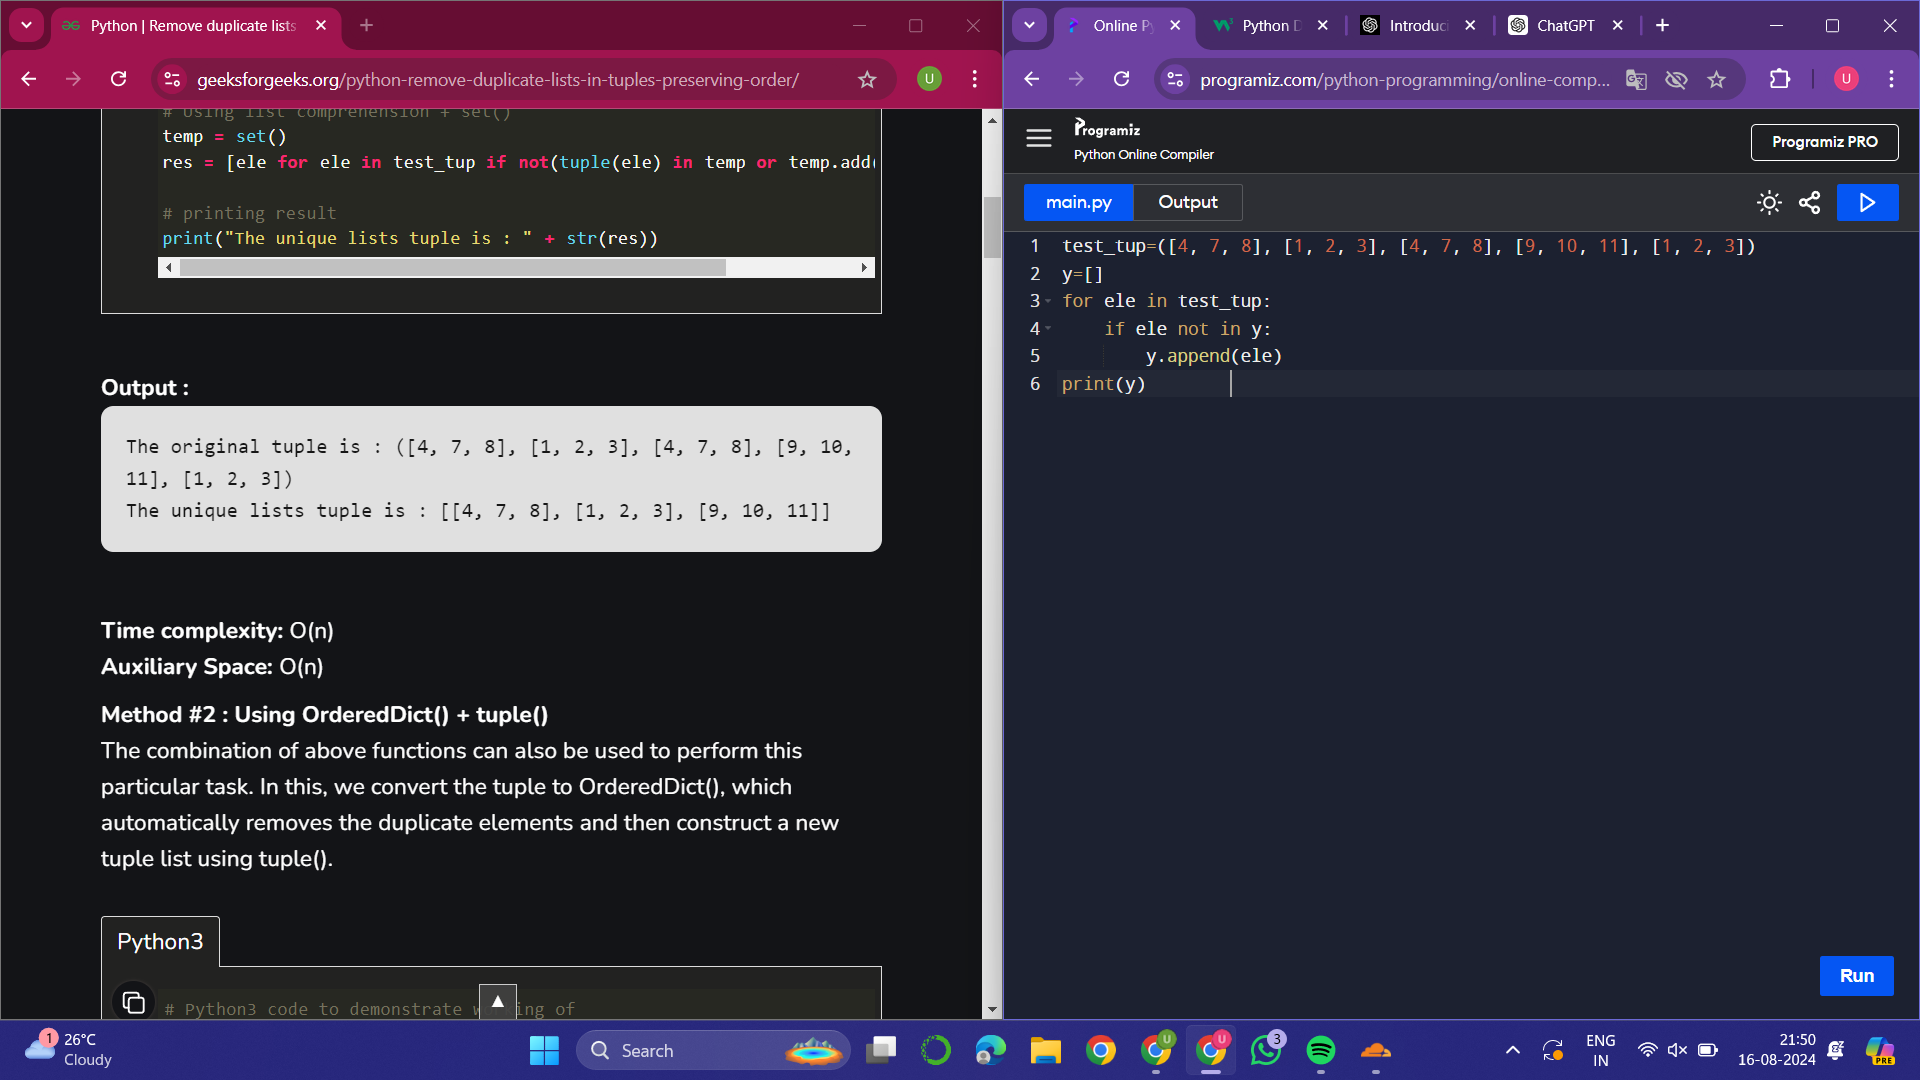 Python | Remove duplicate lists
geeksforgeeks.org/python-remove-duplicate-lists-in-tuples-preserving-order/
U
# Using list comprehension + set()
temp = set()
res = [ele for ele in test_tup if not(tuple(ele) in temp or temp.add(
# printing result
print("The unique lists tuple is : " + str(res))
Output :
The original tuple is : ([4, 7, 8], [1, 2, 3], [4, 7, 8], [9, 10,
11], [1, 2, 3])
The unique lists tuple is : [[4, 7, 8], [1, 2, 3], [9, 10, 11]]
Time complexity: O(n)
Auxiliary Space: O(n)
Method #2 : Using OrderedDict() + tuple()
The combination of above functions can also be used to perform this
particular task. In this, we convert the tuple to OrderedDict(), which
automatically removes the duplicate elements and then construct a new
tuple list using tuple().
Python3
# Python3 code to demonstrate w ing of
Online Py
Python D
Introduc
ChatGPT
programiz.com/python-programming/online-comp...
U
Programiz
Python Online Compiler
Programiz PRO
main.py
Output
1 test_tup=([4, 7, 8], [1, 2, 3], [4, 7, 8], [9, 10, 11], [1, 2, 3])
2 y=[]
3 for ele in test_tup:
4 if ele not in y:
5 y.append(ele)
6 print(y)
Run
1
26°C
Cloudy
Search
U
U
3
ENG
IN
21:50
16-08-2024
PRE